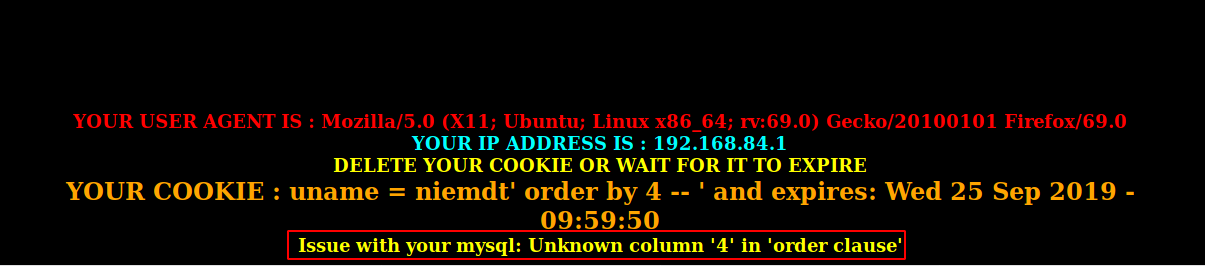 YOUR USER AGENT IS : Mozilla/5.0 (X11; Ubuntu; Linux x86_64; rv:69.0) Gecko/20100101 Firefox/69.0
YOUR IP ADDRESS IS : 192.168.84.1
DELETE YOUR COOKIE OR WAIT FOR IT TO EXPIRE
YOUR COOKIE : uname = niemdt' order by 4 -- ' and expires: Wed 25 Sep 2019 -
09:59:50
Issue with your mysql: Unknown column '4' in 'order clause'